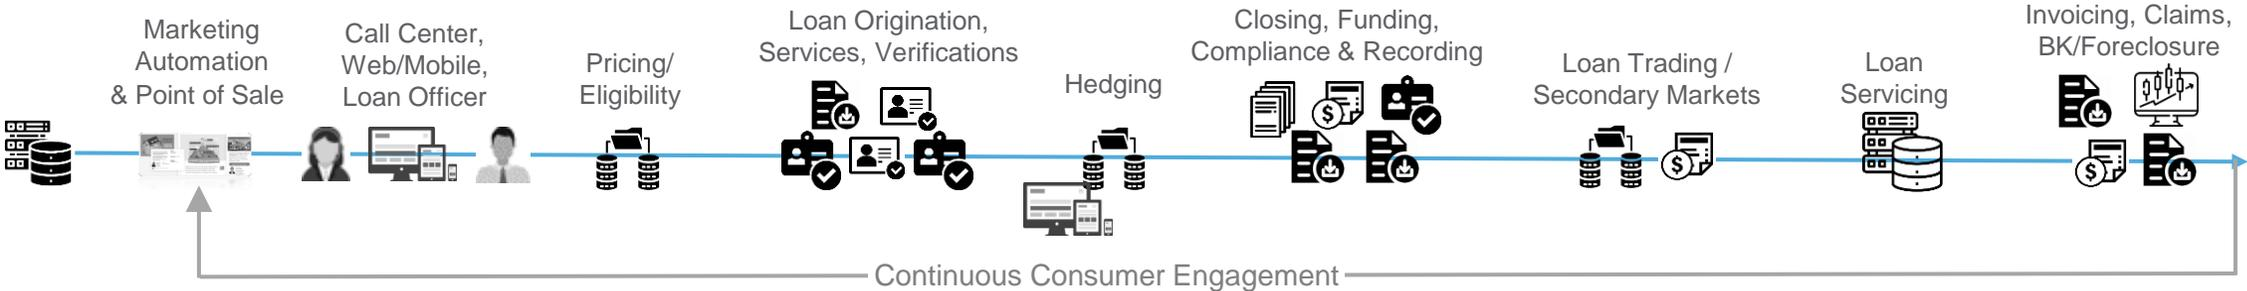 Marketing
Automation
& Point of Sale
Call Center,
Web/Mobile,
Loan Officer
Pricing/
Eligibility
Loan Origination,
Services, Verifications
Hedging
Closing, Funding,
Compliance & Recording
Loan Trading /
Secondary Markets
Loan
Servicing
Invoicing, Claims,
BK/Foreclosure
Continuous Consumer Engagement